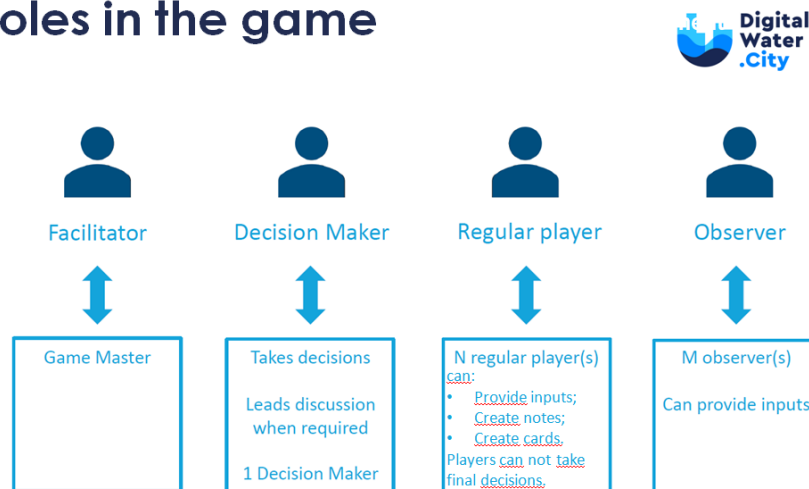 oles in the game
Digital
Water
.City
Facilitator
Decision Maker
Regular player
Observer
Game Master
Takes decisions
Leads discussion
when required
1 Decision Maker
N regular player(s)
can:
• Provide inputs;
• Create notes;
• Create cards.
Players can not take
final decisions.
M observer(s)
Can provide inputs